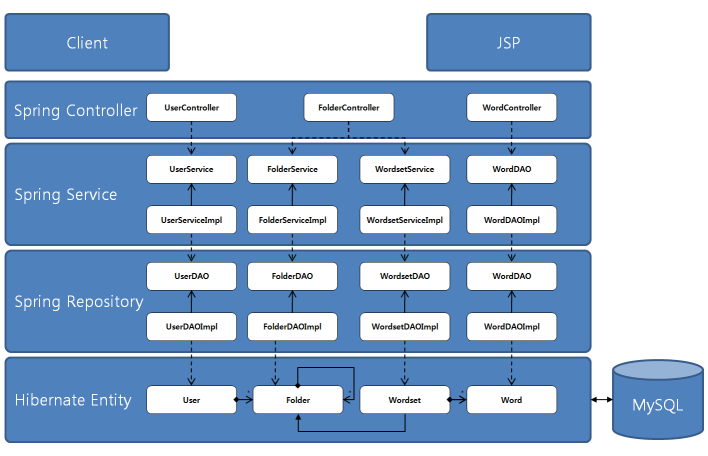 Client
JSP
Spring Controller
UserController
FolderController
WordController
Spring Service
UserService
FolderService
WordsetService
WordDAO
UserServiceImpl
FolderServiceImpl
WordsetServiceImpl
WordDAOImpl
Spring Repository
UserDAO
FolderDAO
WordsetDAO
WordDAO
UserDAOImpl
FolderDAOImpl
WordsetDAOImpl
WordDAOImpl
Hibernate Entity
User
*
Folder
*
Wordset
*
Word
MySQL